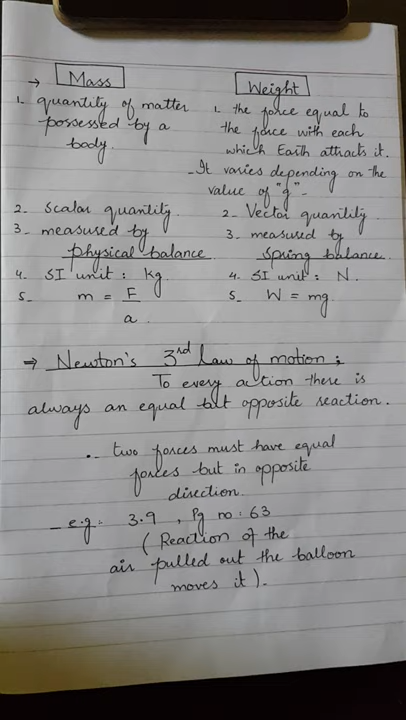 → Mass
1. quantity of matter
possessed by a
body.
2. Scalar quantity.
3. measured by
physical balance
4. SI unit : Kg
5_ m = F/a
Weight
1. the force equal to
the force with each
which Earth attracts it.
_ It varies depending on the
value of "g" _
2_ Vector quantity.
3. measured by
spring balance.
4. SI unit : N.
5_ W = mg
⇒ Newton's 3rd Law of motion ;
To every action there is
always an equal but opposite reaction.
two forces must have equal
forces but in opposite
direction.
_ e.g:- 3.9 , Pg no : 63
( Reaction of the
air pulled out the balloon
moves it ).